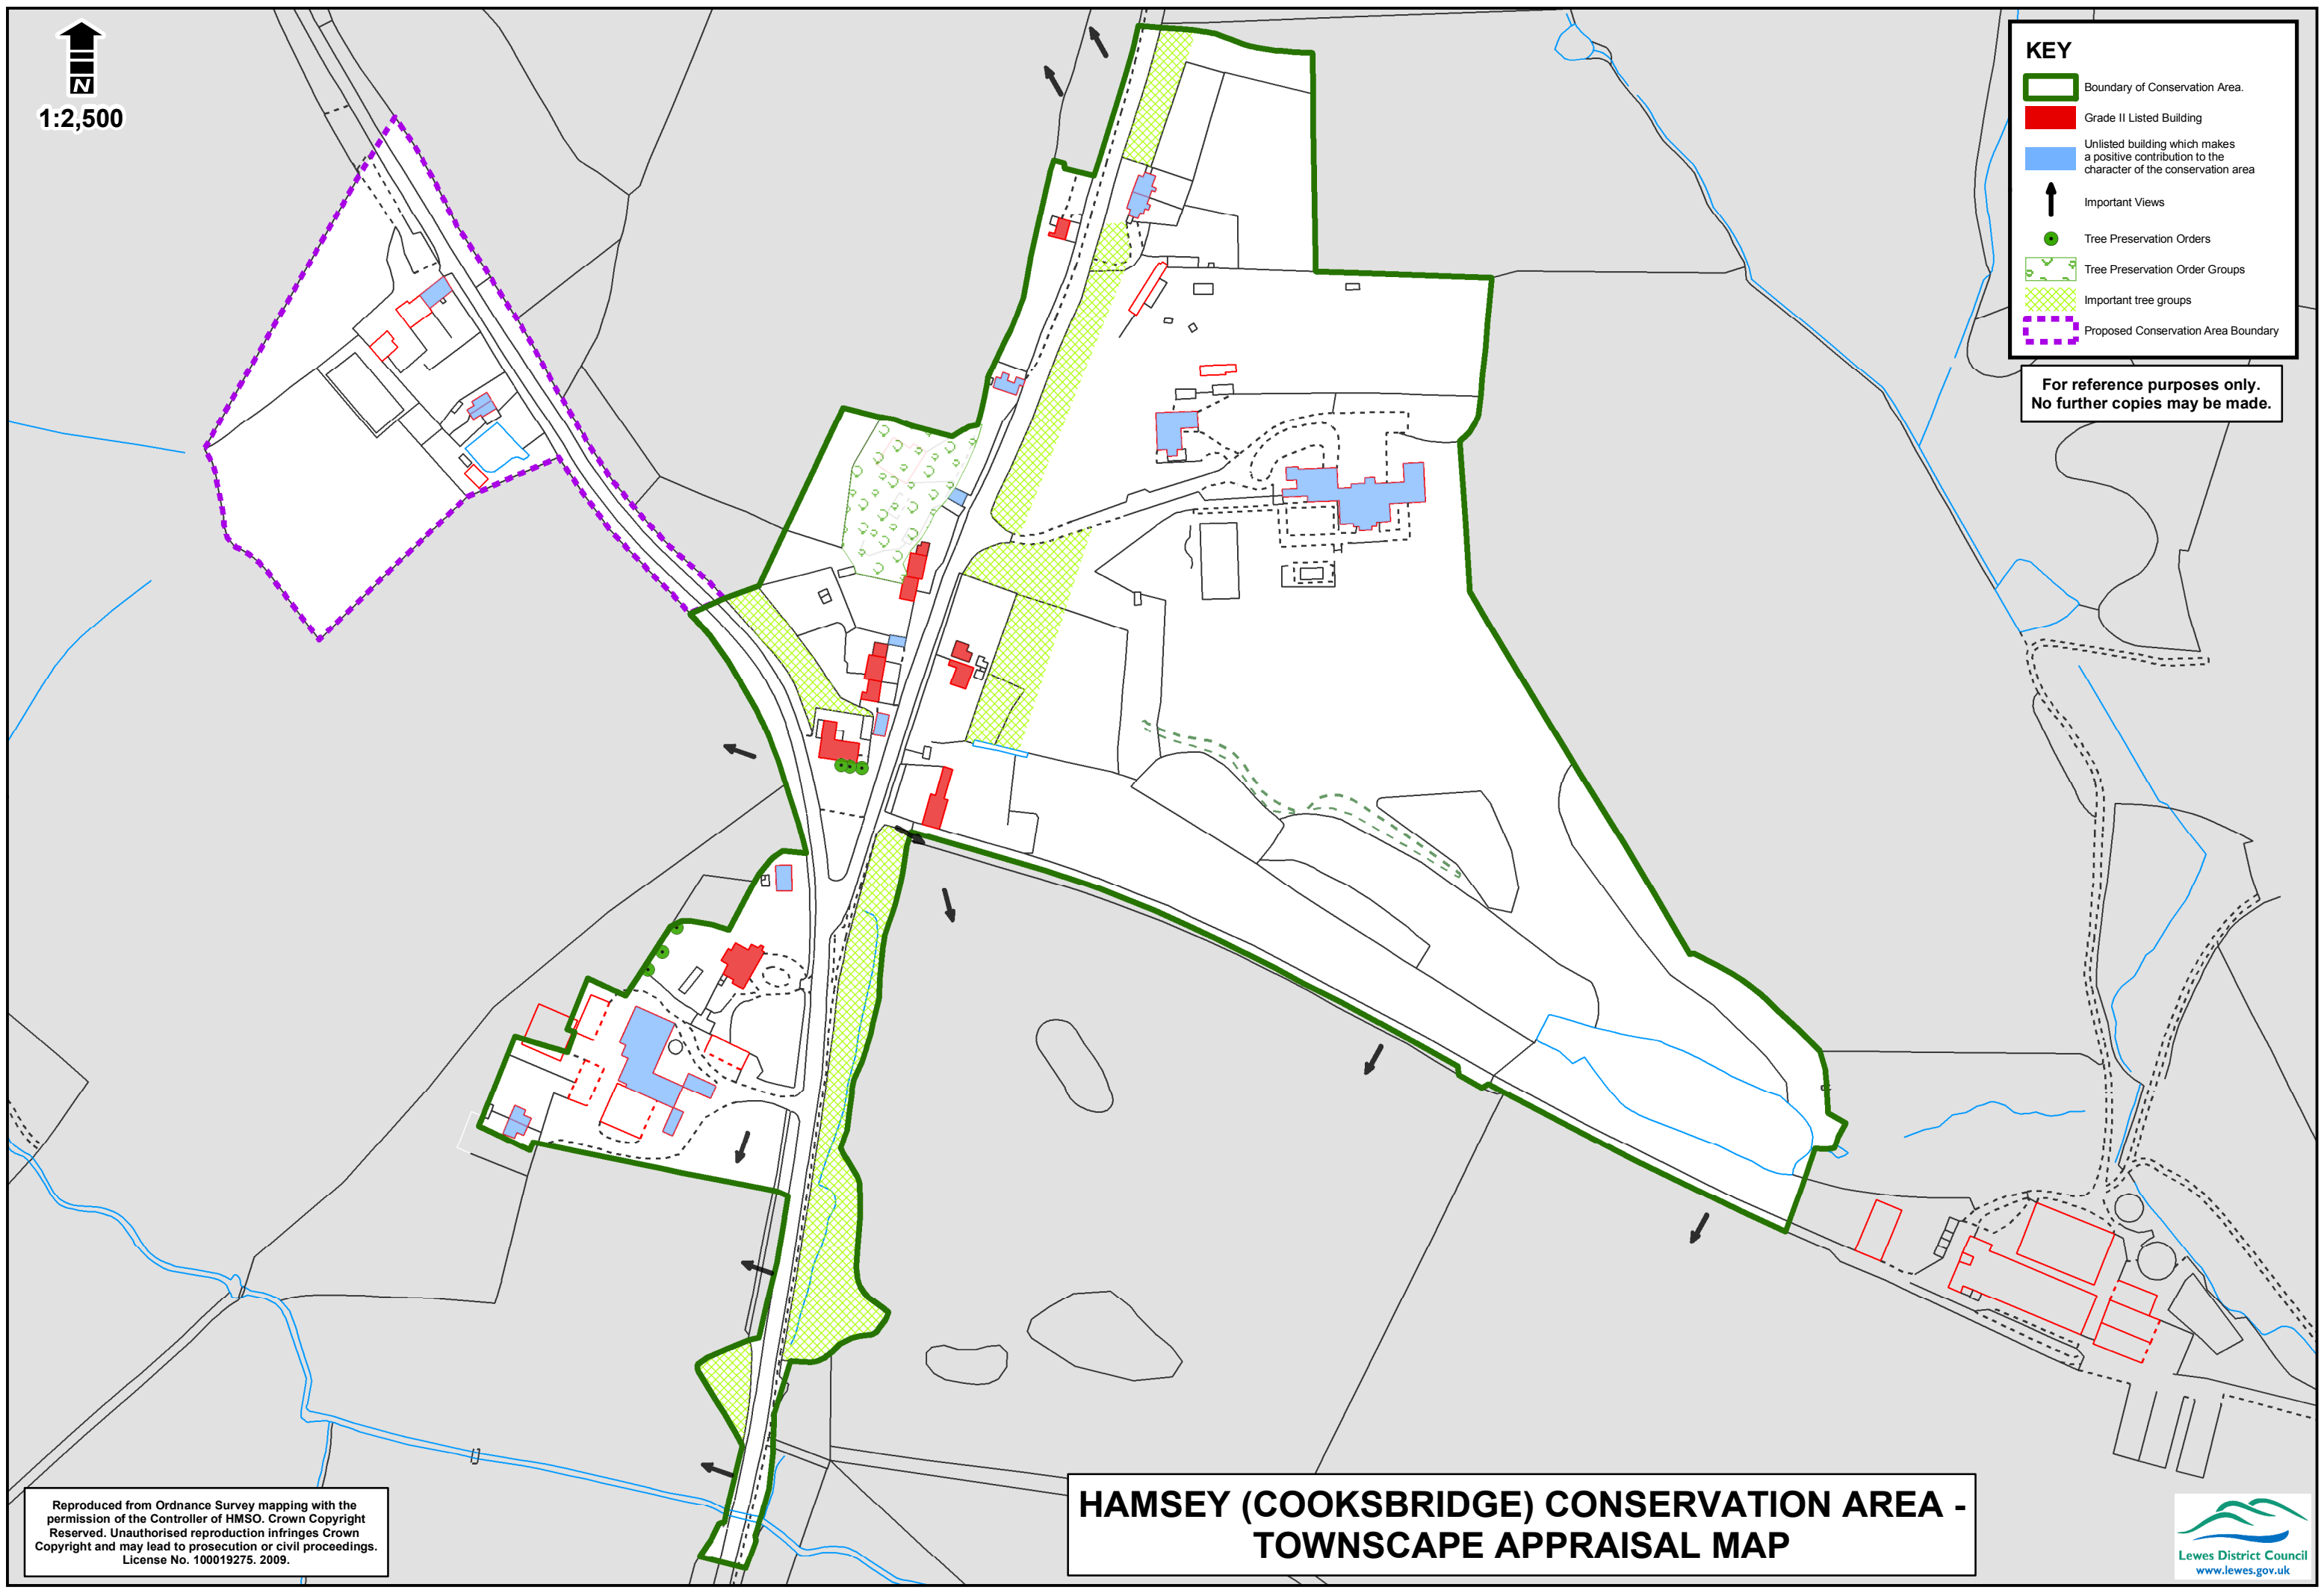 N
1:2,500
KEY
Boundary of Conservation Area.
Grade II Listed Building
Unlisted building which makes
a positive contribution to the
character of the conservation area
Important Views
Tree Preservation Orders
Tree Preservation Order Groups
Important tree groups
Proposed Conservation Area Boundary
For reference purposes only.
No further copies may be made.
Reproduced from Ordnance Survey mapping with the
permission of the Controller of HMSO. Crown Copyright
Reserved. Unauthorised reproduction infringes Crown
Copyright and may lead to prosecution or civil proceedings.
License No. 100019275. 2009.
HAMSEY (COOKSBRIDGE) CONSERVATION AREA -
TOWNSCAPE APPRAISAL MAP
Lewes District Council
www.lewes.gov.uk